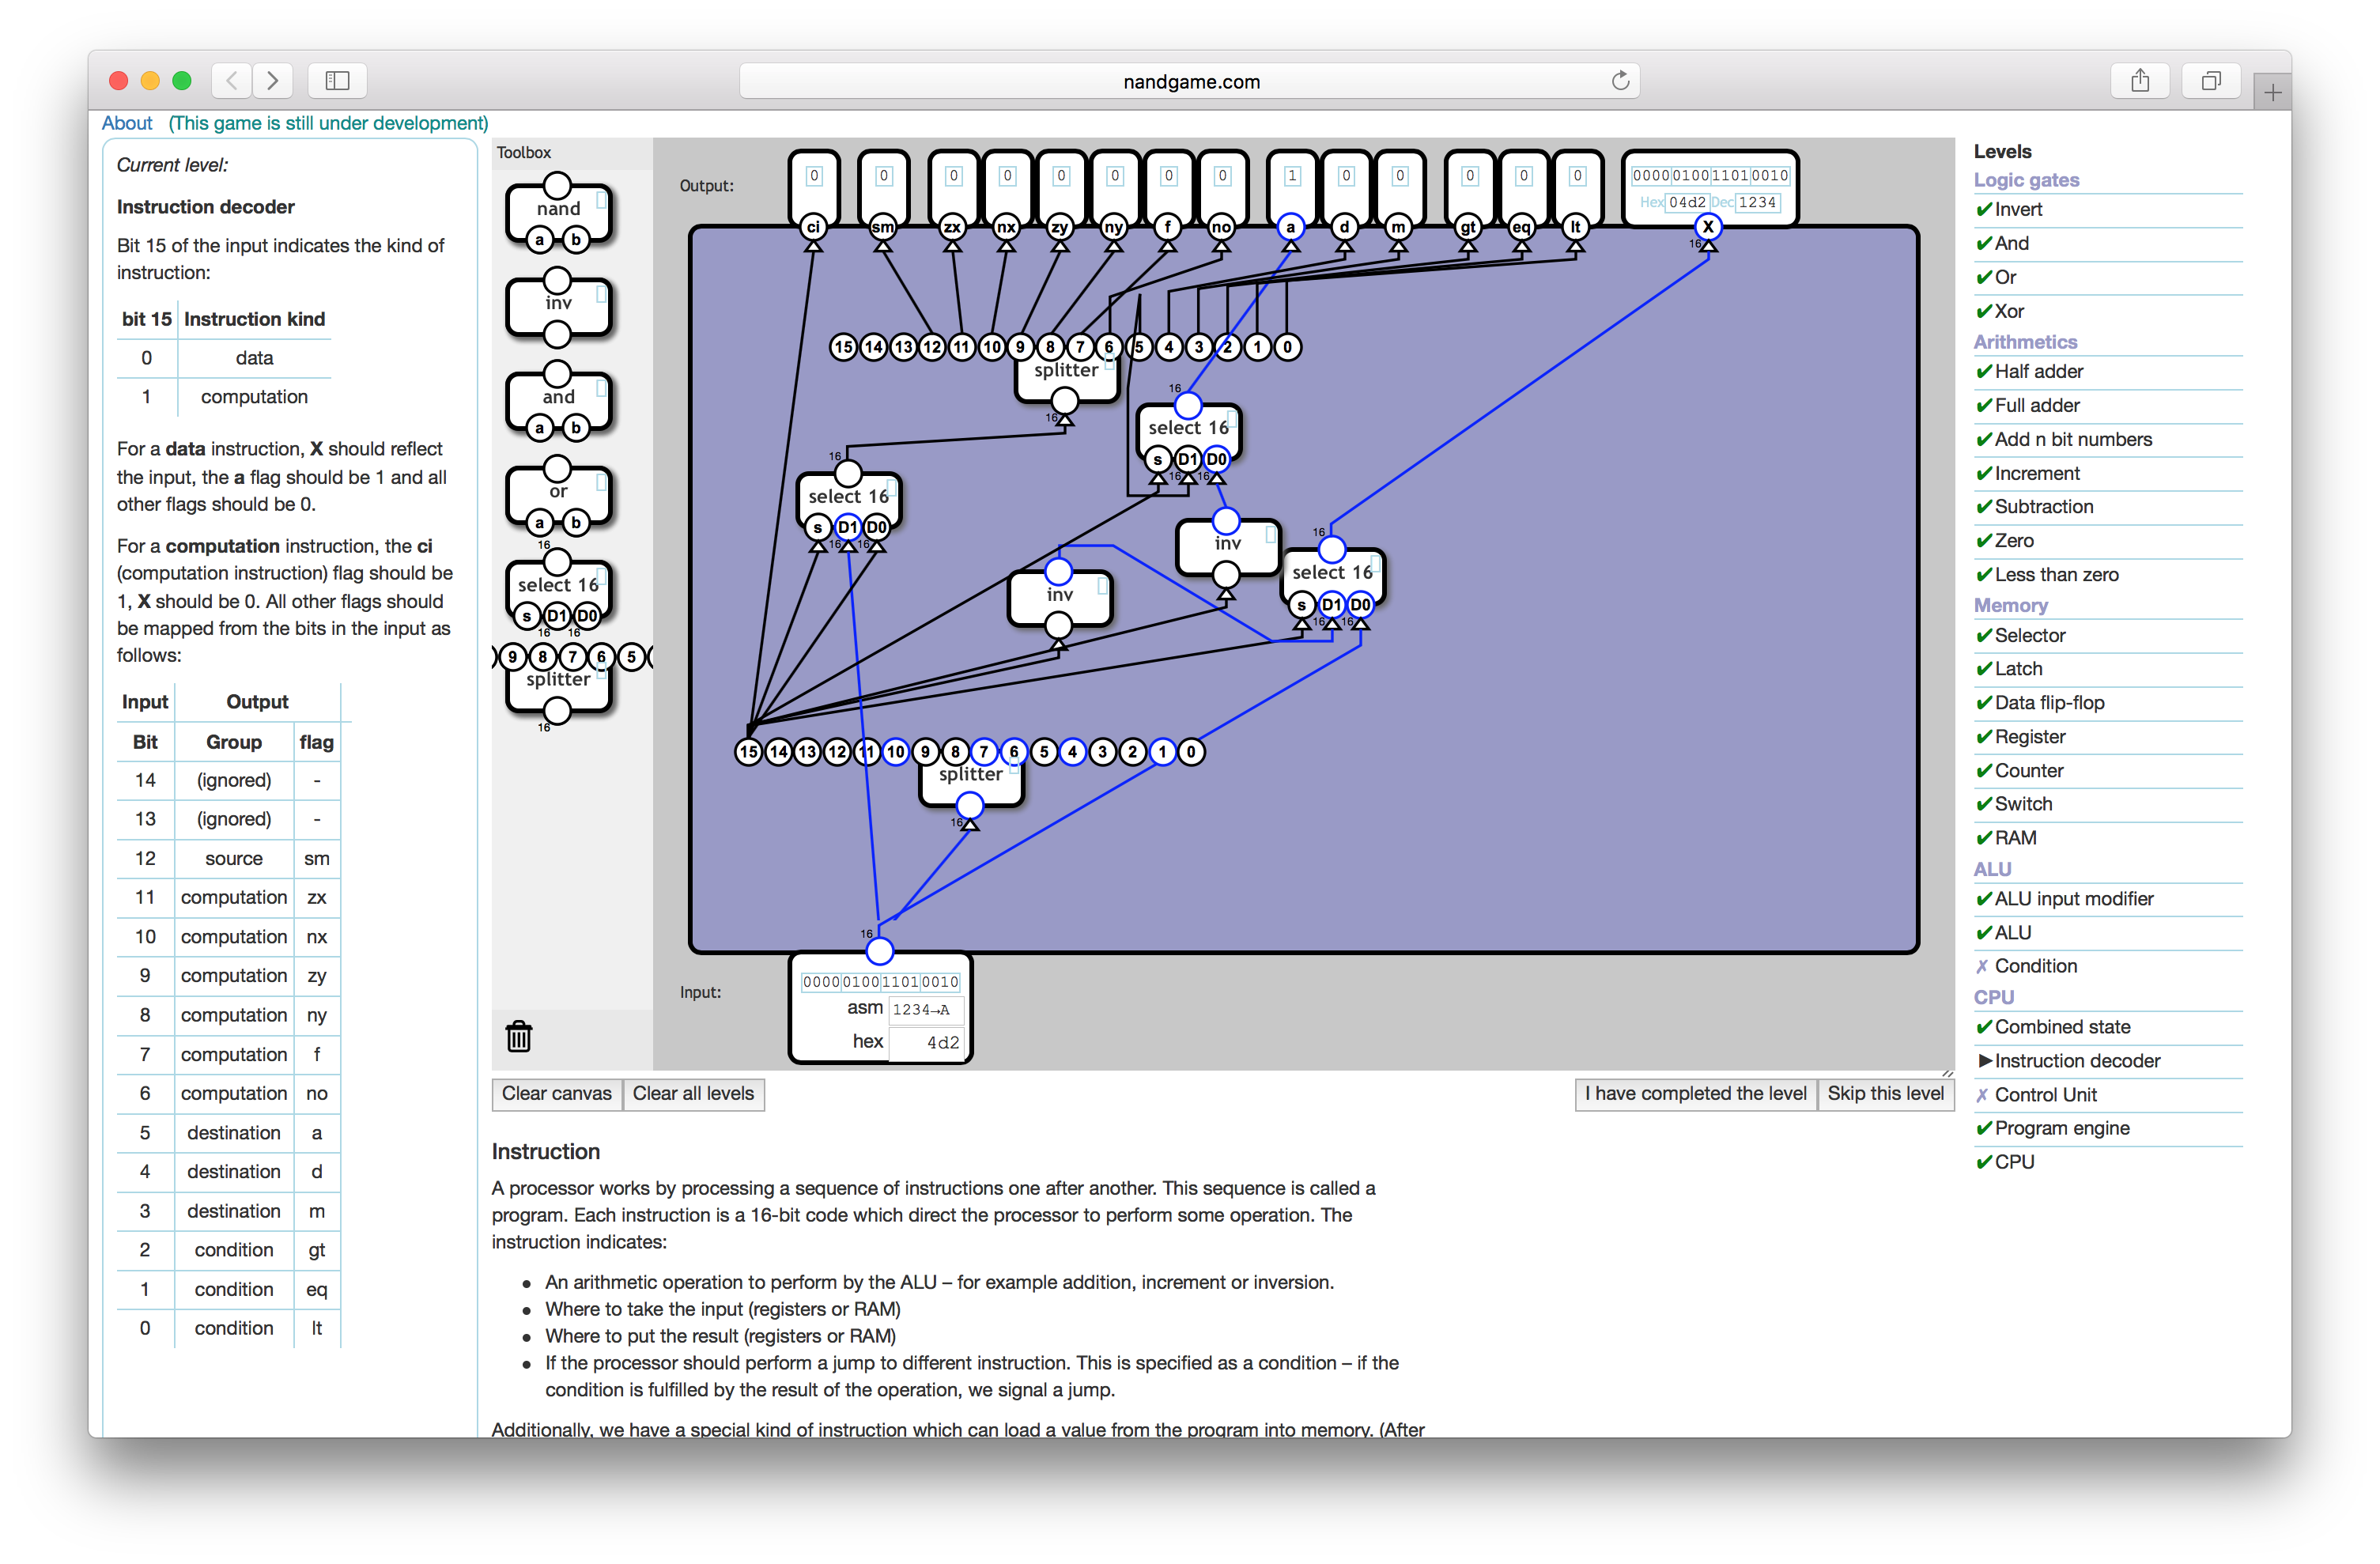 nandgame.com
About (This game is still under development)
Current level:
Instruction decoder
Bit 15 of the input indicates the kind of
instruction:
bit 15 Instruction kind
0 data
1 computation
For a data instruction, X should reflect
the input, the a flag should be 1 and all
other flags should be 0.
For a computation instruction, the ci
(computation instruction) flag should be
1, X should be 0. All other flags should
be mapped from the bits in the input as
follows:
Input Output
Bit Group flag
14 (ignored) -
13 (ignored) -
12 source sm
11 computation zx
10 computation nx
9 computation zy
8 computation ny
7 computation f
6 computation no
5 destination a
4 destination d
3 destination m
2 condition gt
1 condition eq
0 condition lt
Toolbox
nand
a b
inv
and
a b
or
a b
16
select 16
s D1 D0
16 16
9 8 7 6 5
splitter
16
Output:
0 0 0 0 0 0 0 0 1 0 0 0 0 0
0000 0100 1101 0010
Hex 04d2 Dec 1234
ci sm zx nx zy ny f no a d m gt eq lt X
16
15 14 13 12 11 10 9 8 7 6 5 4 3 2 1 0
splitter
16
16
select 16
s D1 D0
16 16
16
select 16
s D1 D0
16 16
inv
inv
16
select 16
s D1 D0
16 16
15 14 13 12 11 10 9 8 7 6 5 4 3 2 1 0
splitter
16
16
Input:
0000 0100 1101 0010
asm 1234→A
hex 4d2
Clear canvas Clear all levels
I have completed the level Skip this level
Instruction
A processor works by processing a sequence of instructions one after another. This sequence is called a
program. Each instruction is a 16-bit code which direct the processor to perform some operation. The
instruction indicates:
• An arithmetic operation to perform by the ALU – for example addition, increment or inversion.
• Where to take the input (registers or RAM)
• Where to put the result (registers or RAM)
• If the processor should perform a jump to different instruction. This is specified as a condition – if the
condition is fulfilled by the result of the operation, we signal a jump.
Additionally, we have a special kind of instruction which can load a value from the program into memory. (After
Levels
Logic gates
✔Invert
✔And
✔Or
✔Xor
Arithmetics
✔Half adder
✔Full adder
✔Add n bit numbers
✔Increment
✔Subtraction
✔Zero
✔Less than zero
Memory
✔Selector
✔Latch
✔Data flip-flop
✔Register
✔Counter
✔Switch
✔RAM
ALU
✔ALU input modifier
✔ALU
✗ Condition
CPU
✔Combined state
▶Instruction decoder
✗ Control Unit
✔Program engine
✔CPU